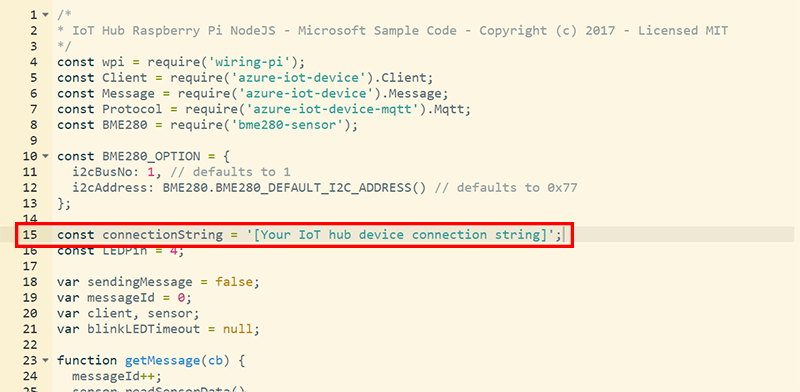 1 /*
2 * IoT Hub Raspberry Pi NodeJS - Microsoft Sample Code - Copyright (c) 2017 - Licensed MIT
3 */
4 const wpi = require('wiring-pi');
5 const Client = require('azure-iot-device').Client;
6 const Message = require('azure-iot-device').Message;
7 const Protocol = require('azure-iot-device-mqtt').Mqtt;
8 const BME280 = require('bme280-sensor');
9
10 const BME280_OPTION = {
11 i2cBusNo: 1, // defaults to 1
12 i2cAddress: BME280.BME280_DEFAULT_I2C_ADDRESS() // defaults to 0x77
13 };
14
15 const connectionString = '[Your IoT hub device connection string]';
16 const LEDPin = 4;
17
18 var sendingMessage = false;
19 var messageId = 0;
20 var client, sensor;
21 var blinkLEDTimeout = null;
22
23 function getMessage(cb) {
24 messageId++;
25 sensor.readSensorData()